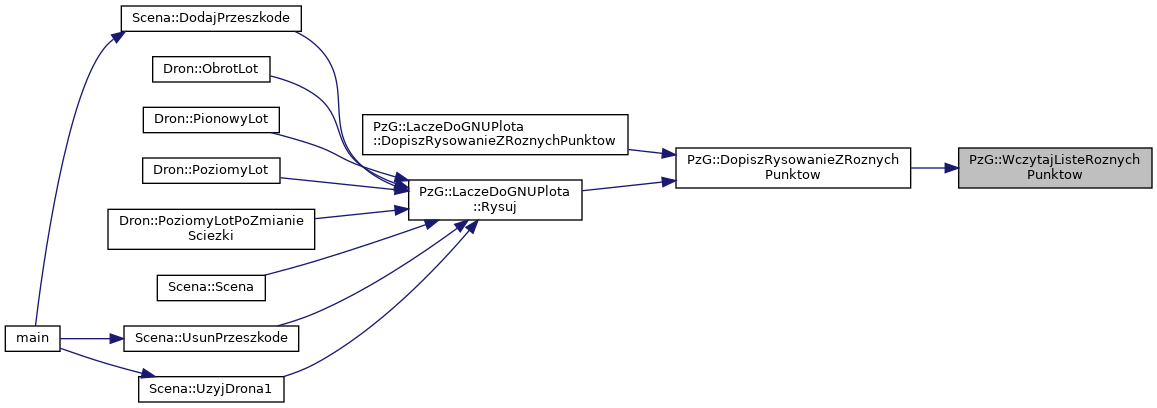 Scena::DodajPrzeszkode
Dron::ObrotLot
Dron::PionowyLot
Dron::PoziomyLot
Dron::PoziomyLotPoZmianie
Sciezki
Scena::Scena
main
Scena::UsunPrzeszkode
Scena::UzyjDrona1
PzG::LaczeDoGNUPlota
::DopiszRysowanieZRoznychPunktow
PzG::LaczeDoGNUPlota
::Rysuj
PzG::DopiszRysowanieZRoznych
Punktow
PzG::WczytajListeRoznych
Punktow